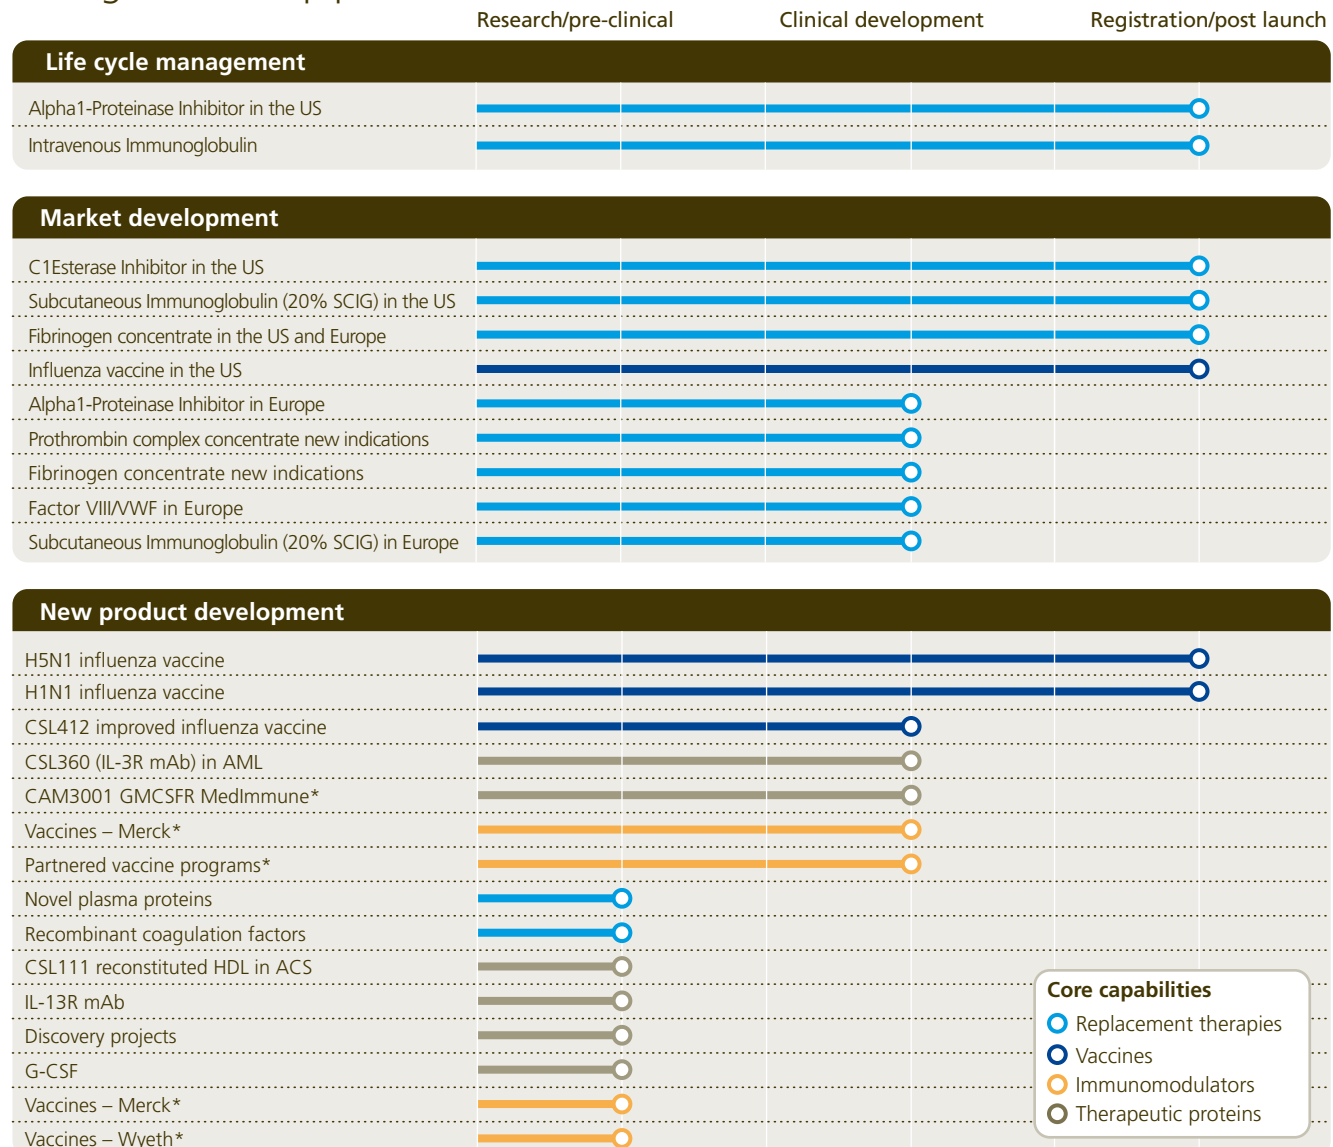 Research/pre-clinical Clinical development Registration/post launch
Life cycle management
Alpha1-Proteinase Inhibitor in the US
Intravenous Immunoglobulin
Market development
C1Esterase Inhibitor in the US
Subcutaneous Immunoglobulin (20% SCIG) in the US
Fibrinogen concentrate in the US and Europe
Influenza vaccine in the US
Alpha1-Proteinase Inhibitor in Europe
Prothrombin complex concentrate new indications
Fibrinogen concentrate new indications
Factor VIII/VWF in Europe
Subcutaneous Immunoglobulin (20% SCIG) in Europe
New product development
H5N1 influenza vaccine
H1N1 influenza vaccine
CSL412 improved influenza vaccine
CSL360 (IL-3R mAb) in AML
CAM3001 GMCSFR MedImmune*
Vaccines – Merck*
Partnered vaccine programs*
Novel plasma proteins
Recombinant coagulation factors
CSL111 reconstituted HDL in ACS
IL-13R mAb
Discovery projects
G-CSF
Vaccines – Merck*
Vaccines – Wyeth*
Core capabilities
Replacement therapies
Vaccines
Immunomodulators
Therapeutic proteins